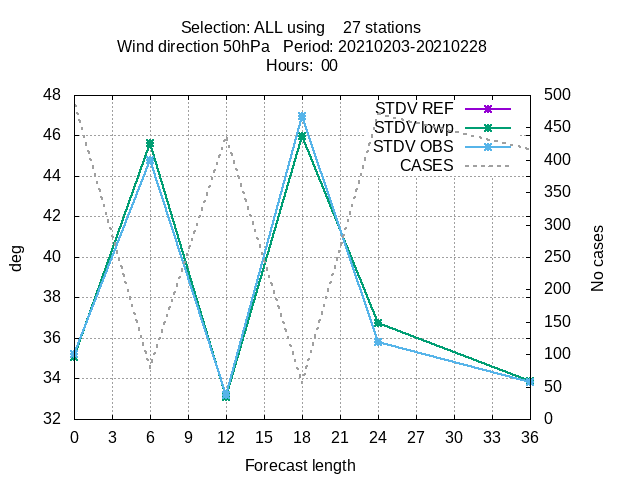 Selection: ALL using    27 stations
Wind direction 50hPa   Period: 20210203-20210228
Hours:  00
48 500
46 450
44 400
42 350
40 300
38 250
36 200
34 150
32 100
50
0
deg
No cases
STDV REF
STDV lowp
STDV OBS
CASES
0 3 6 9 12 15 18 21 24 27 30 33 36
Forecast length